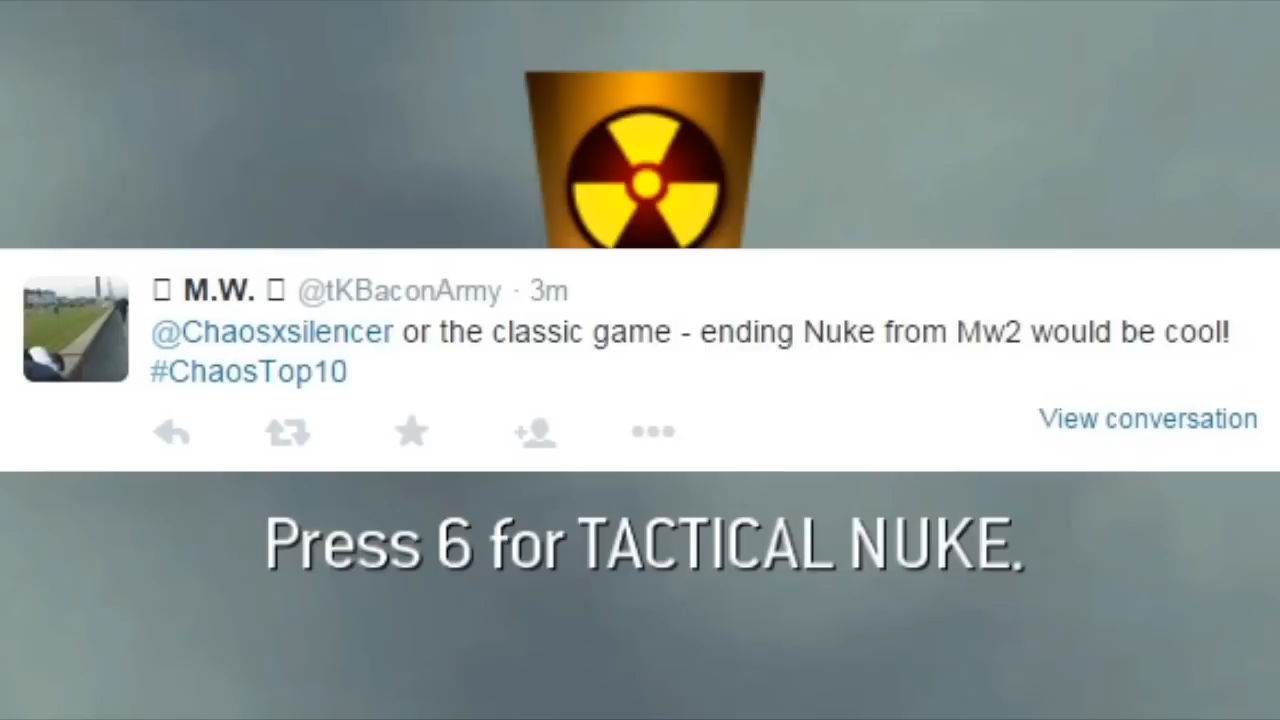 M.W. @tKBaconArmy · 3m
@Chaosxsilencer or the classic game - ending Nuke from Mw2 would be cool!
#ChaosTop10
View conversation
Press 6 for TACTICAL NUKE.